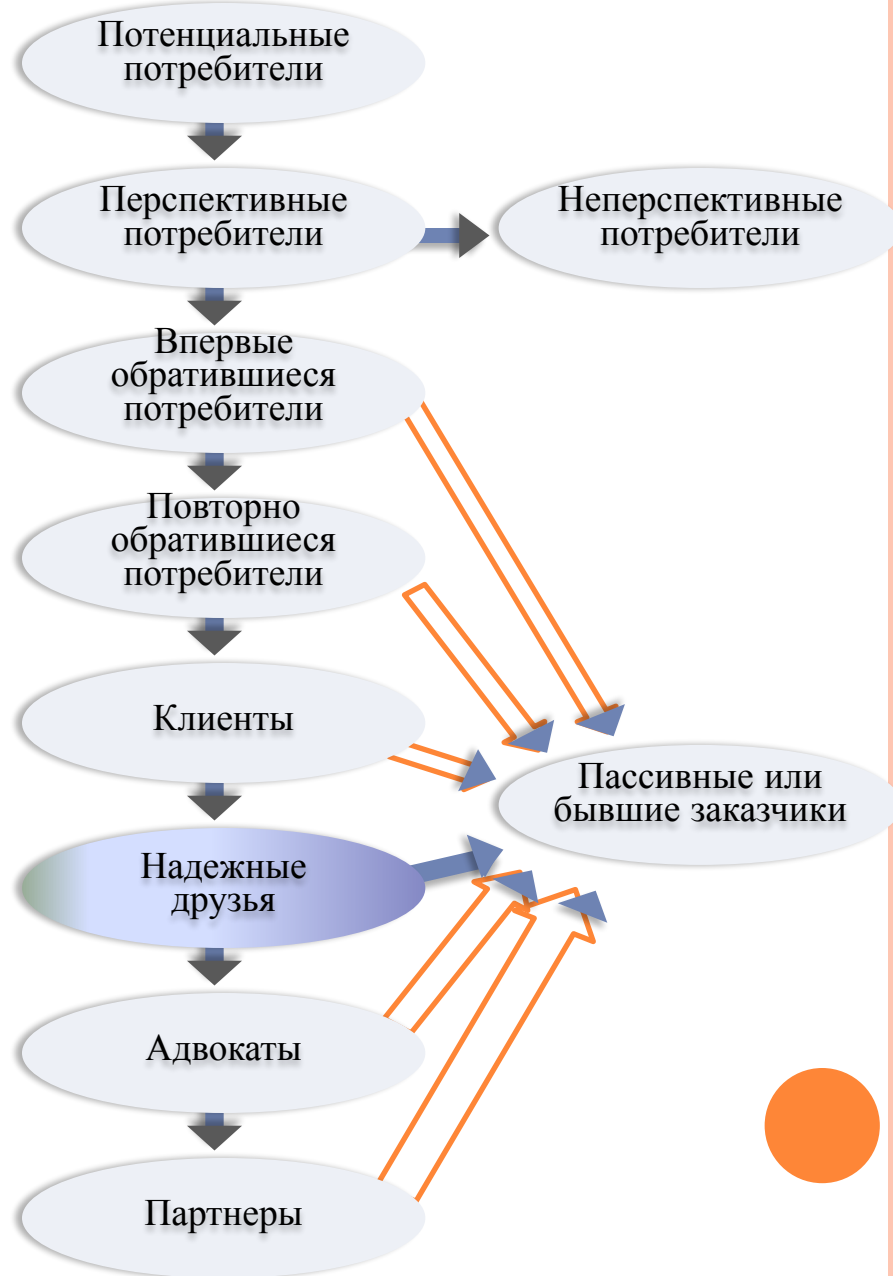 Потенциальные
потребители
Перспективные
потребители
Неперспективные
потребители
Впервые
обратившиеся
потребители
Повторно
обратившиеся
потребители
Клиенты
Пассивные или
бывшие заказчики
Надежные
друзья
Адвокаты
Партнеры